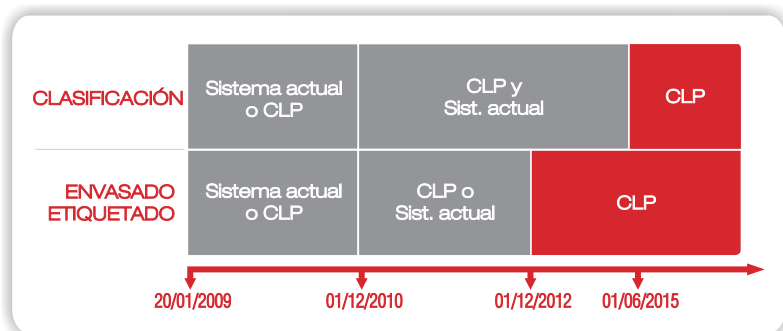 CLASIFICACIÓN
Sistema actual
o CLP
CLP y
Sist. actual
CLP
ENVASADO
ETIQUETADO
Sistema actual
o CLP
CLP o
Sist. actual
CLP
20/01/2009
01/12/2010
01/12/2012
01/06/2015